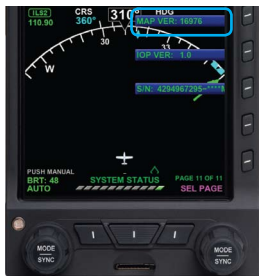 ILS2 CRS 310° HDG
110.90 360° MAP VER: 16976
30 33
W
IOP VER: 1.0
S/N: 4294967295-
PUSH MANUAL
BRT: 48 SYSTEM STATUS PAGE 11 OF 11
AUTO SEL PAGE
MODE MODE
SYNC SYNC